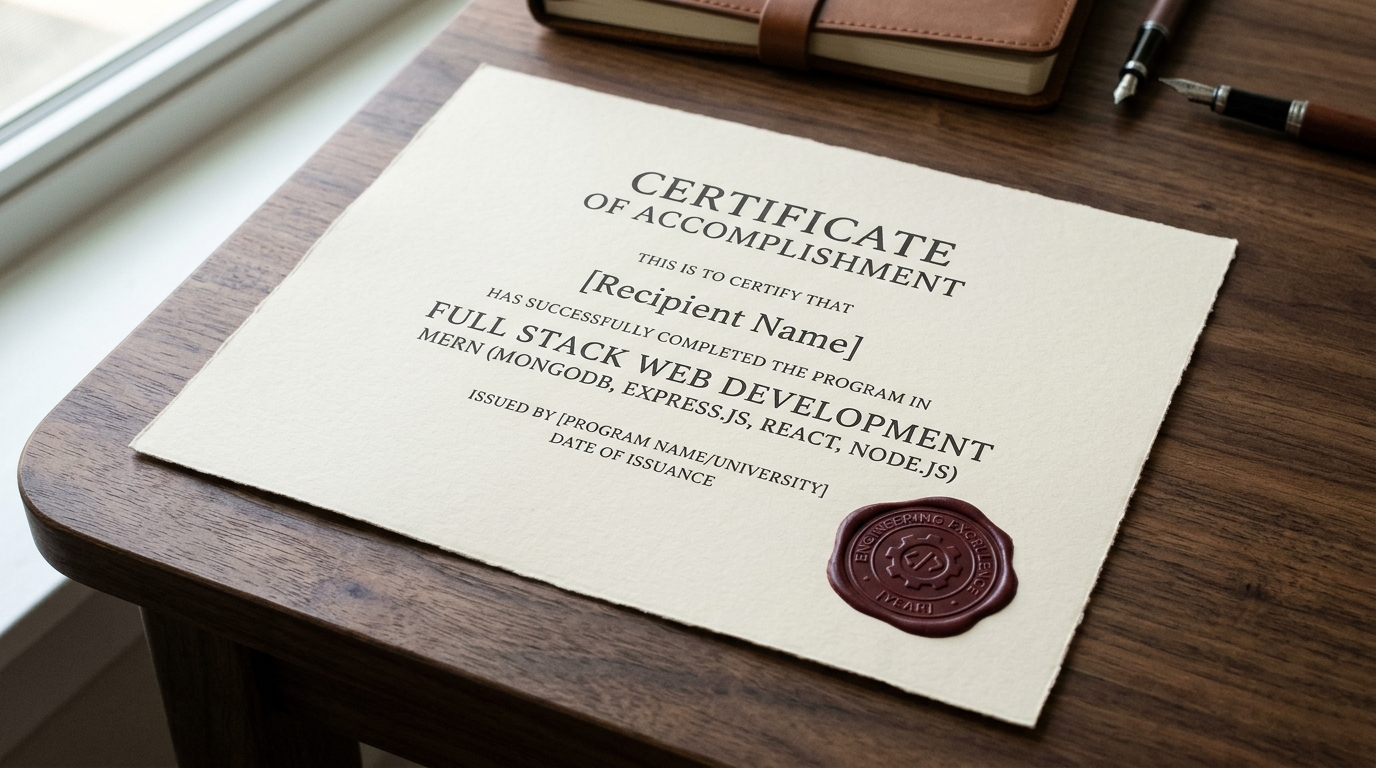 CERTIFICATE
OF ACCOMPLISHMENT
THIS IS TO CERTIFY THAT
[Recipient Name]
HAS SUCCESSFULLY COMPLETED THE PROGRAM IN
FULL STACK WEB DEVELOPMENT
MERN (MONGODB, EXPRESS.JS, REACT, NODE.JS)
ISSUED BY [PROGRAM NAME/UNIVERSITY]
DATE OF ISSUANCE
ENGINEERING EXCELLENCE
</>
[YEAR]